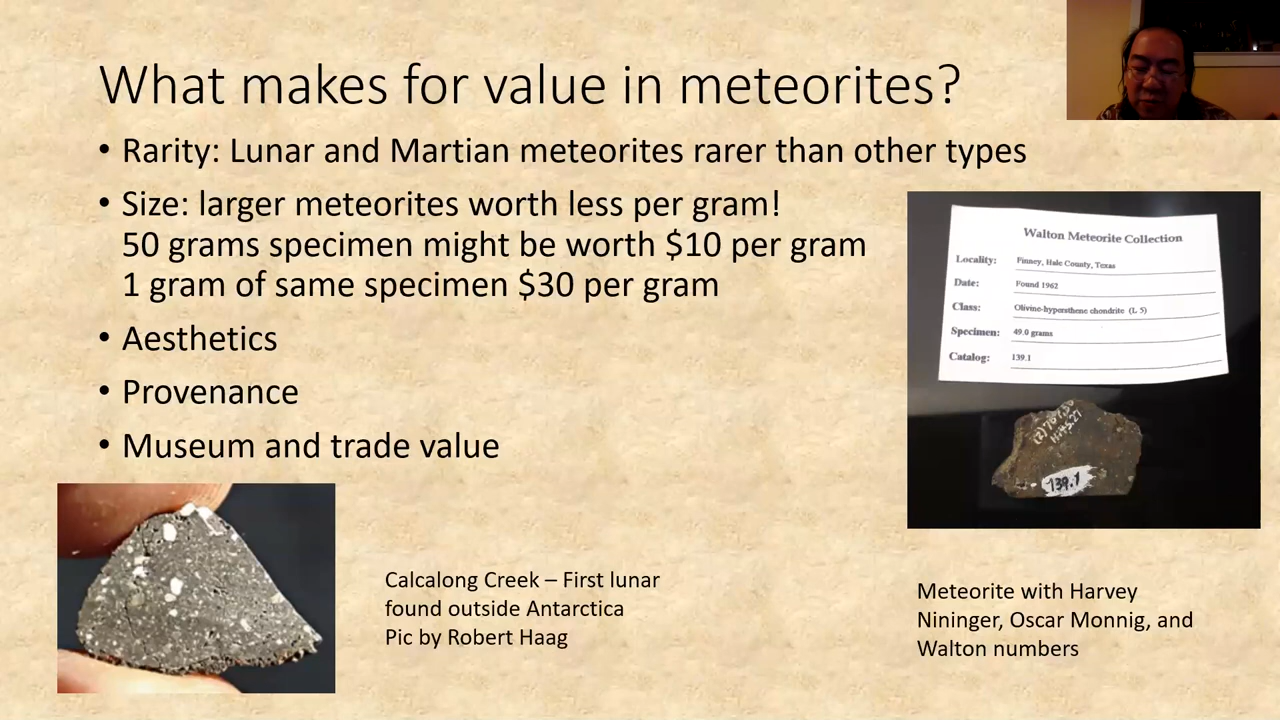 What makes for value in meteorites?
• Rarity: Lunar and Martian meteorites rarer than other types
• Size: larger meteorites worth less per gram!
50 grams specimen might be worth $10 per gram
1 gram of same specimen $30 per gram
• Aesthetics
• Provenance
• Museum and trade value
Walton Meteorite Collection
Locality: Finney, Hale County, Texas
Date: Found 1962
Class: Olivine-hypersthene chondrite (L 5)
Specimen: 49.0 grams
Catalog: 139.1
139.1
Calcalong Creek – First lunar
found outside Antarctica
Pic by Robert Haag
Meteorite with Harvey
Nininger, Oscar Monnig, and
Walton numbers